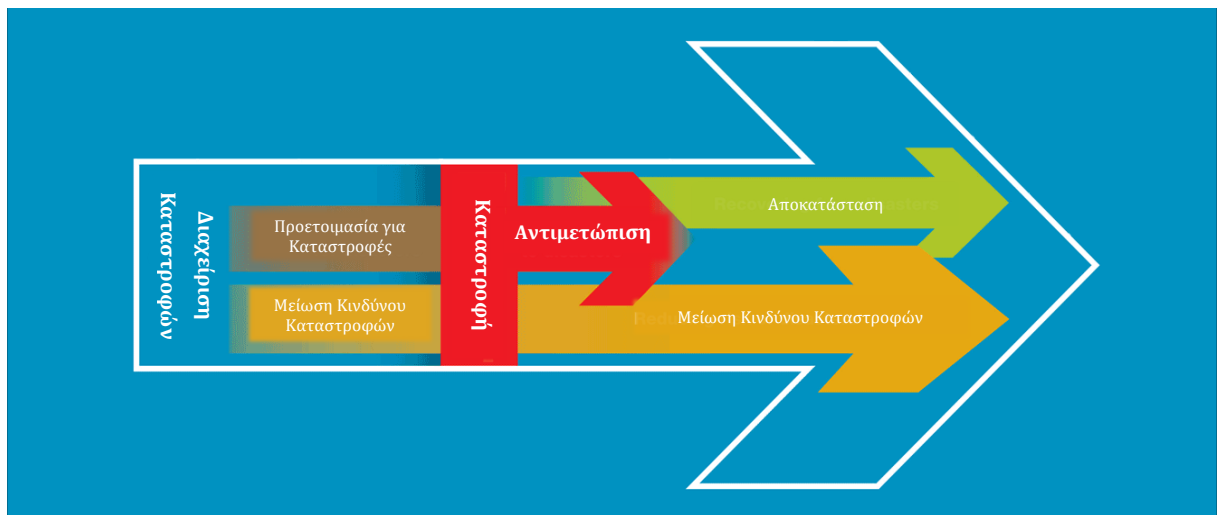 Διαχείριση
Καταστροφών
Προετοιμασία για
Καταστροφές
Μείωση Κινδύνου
Καταστροφών
Καταστροφή
Αντιμετώπιση
Αποκατάσταση
Μείωση Κινδύνου Καταστροφών